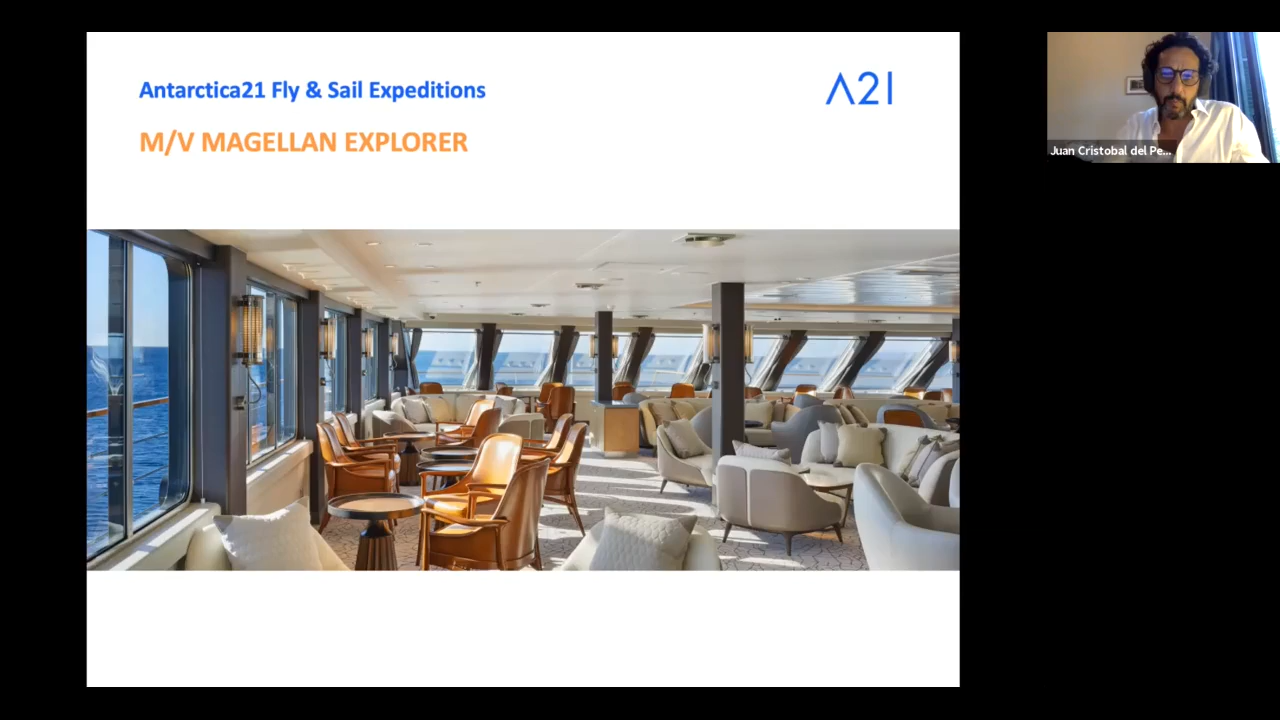 Antarctica21 Fly & Sail Expeditions
A21
M/V MAGELLAN EXPLORER
Juan Cristobal del Pe...